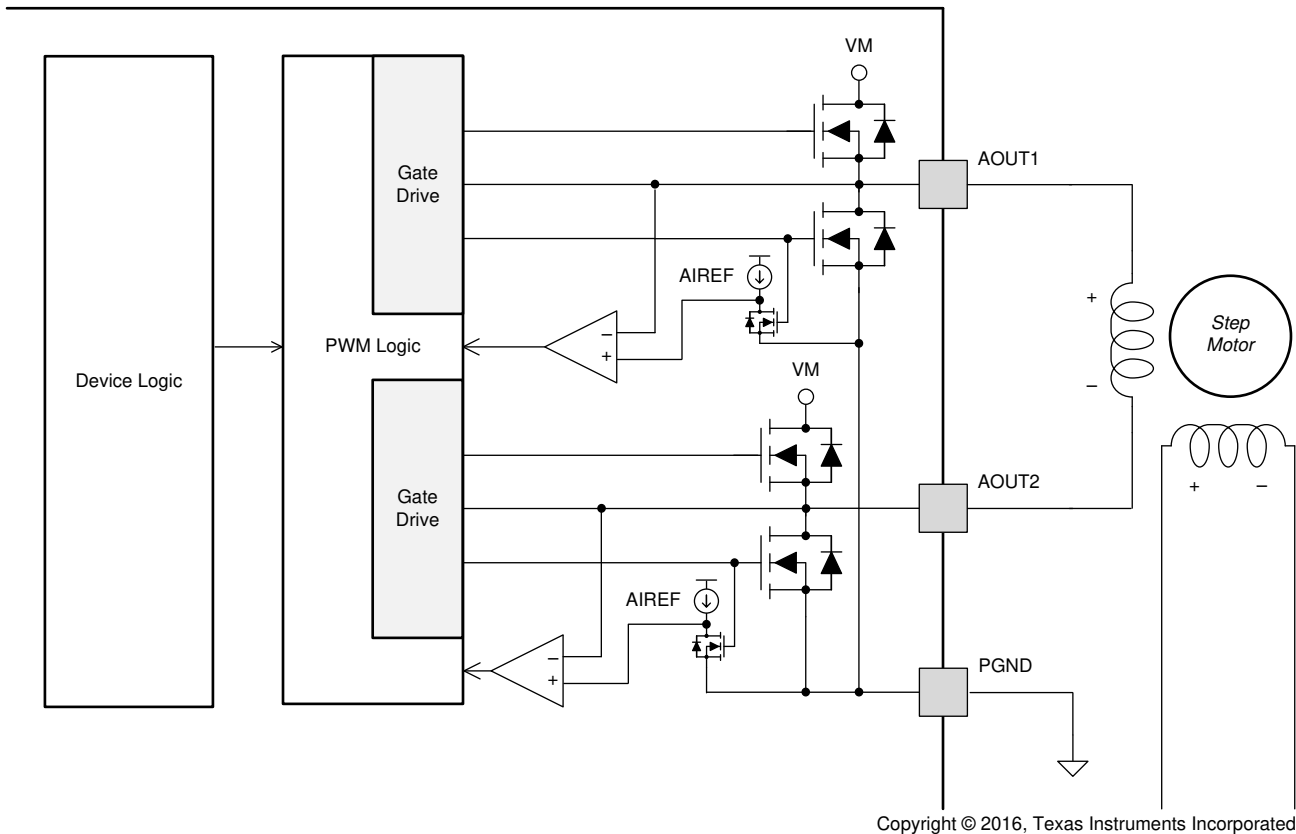 VM
AOUT1
Gate
Drive
AIREF
+
Step
Motor
−
+
PWM Logic
−
Device Logic
VM
AOUT2
+ −
Gate
Drive
AIREF
−
+
PGND
Copyright © 2016, Texas Instruments Incorporated